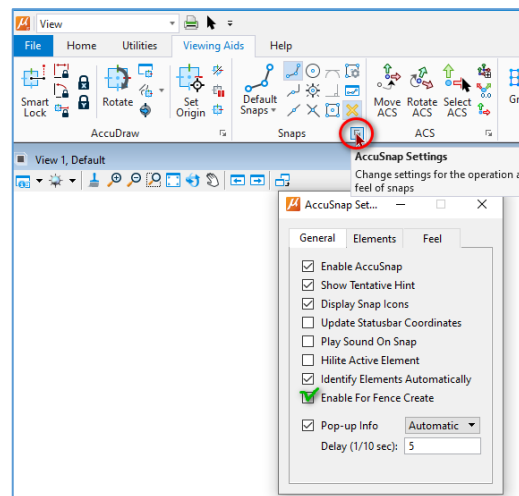 View
File Home Utilities Viewing Aids Help
Smart Lock
Rotate
Set Origin
Default Snaps
Move ACS
Rotate ACS
Select ACS
Gr
AccuDraw
Snaps
ACS
View 1, Default
AccuSnap Settings
Change settings for the operation a
feel of snaps
AccuSnap Set...
General Elements Feel
Enable AccuSnap
Show Tentative Hint
Display Snap Icons
Update Statusbar Coordinates
Play Sound On Snap
Hilite Active Element
Identify Elements Automatically
Enable For Fence Create
Pop-up Info Automatic
Delay (1/10 sec): 5